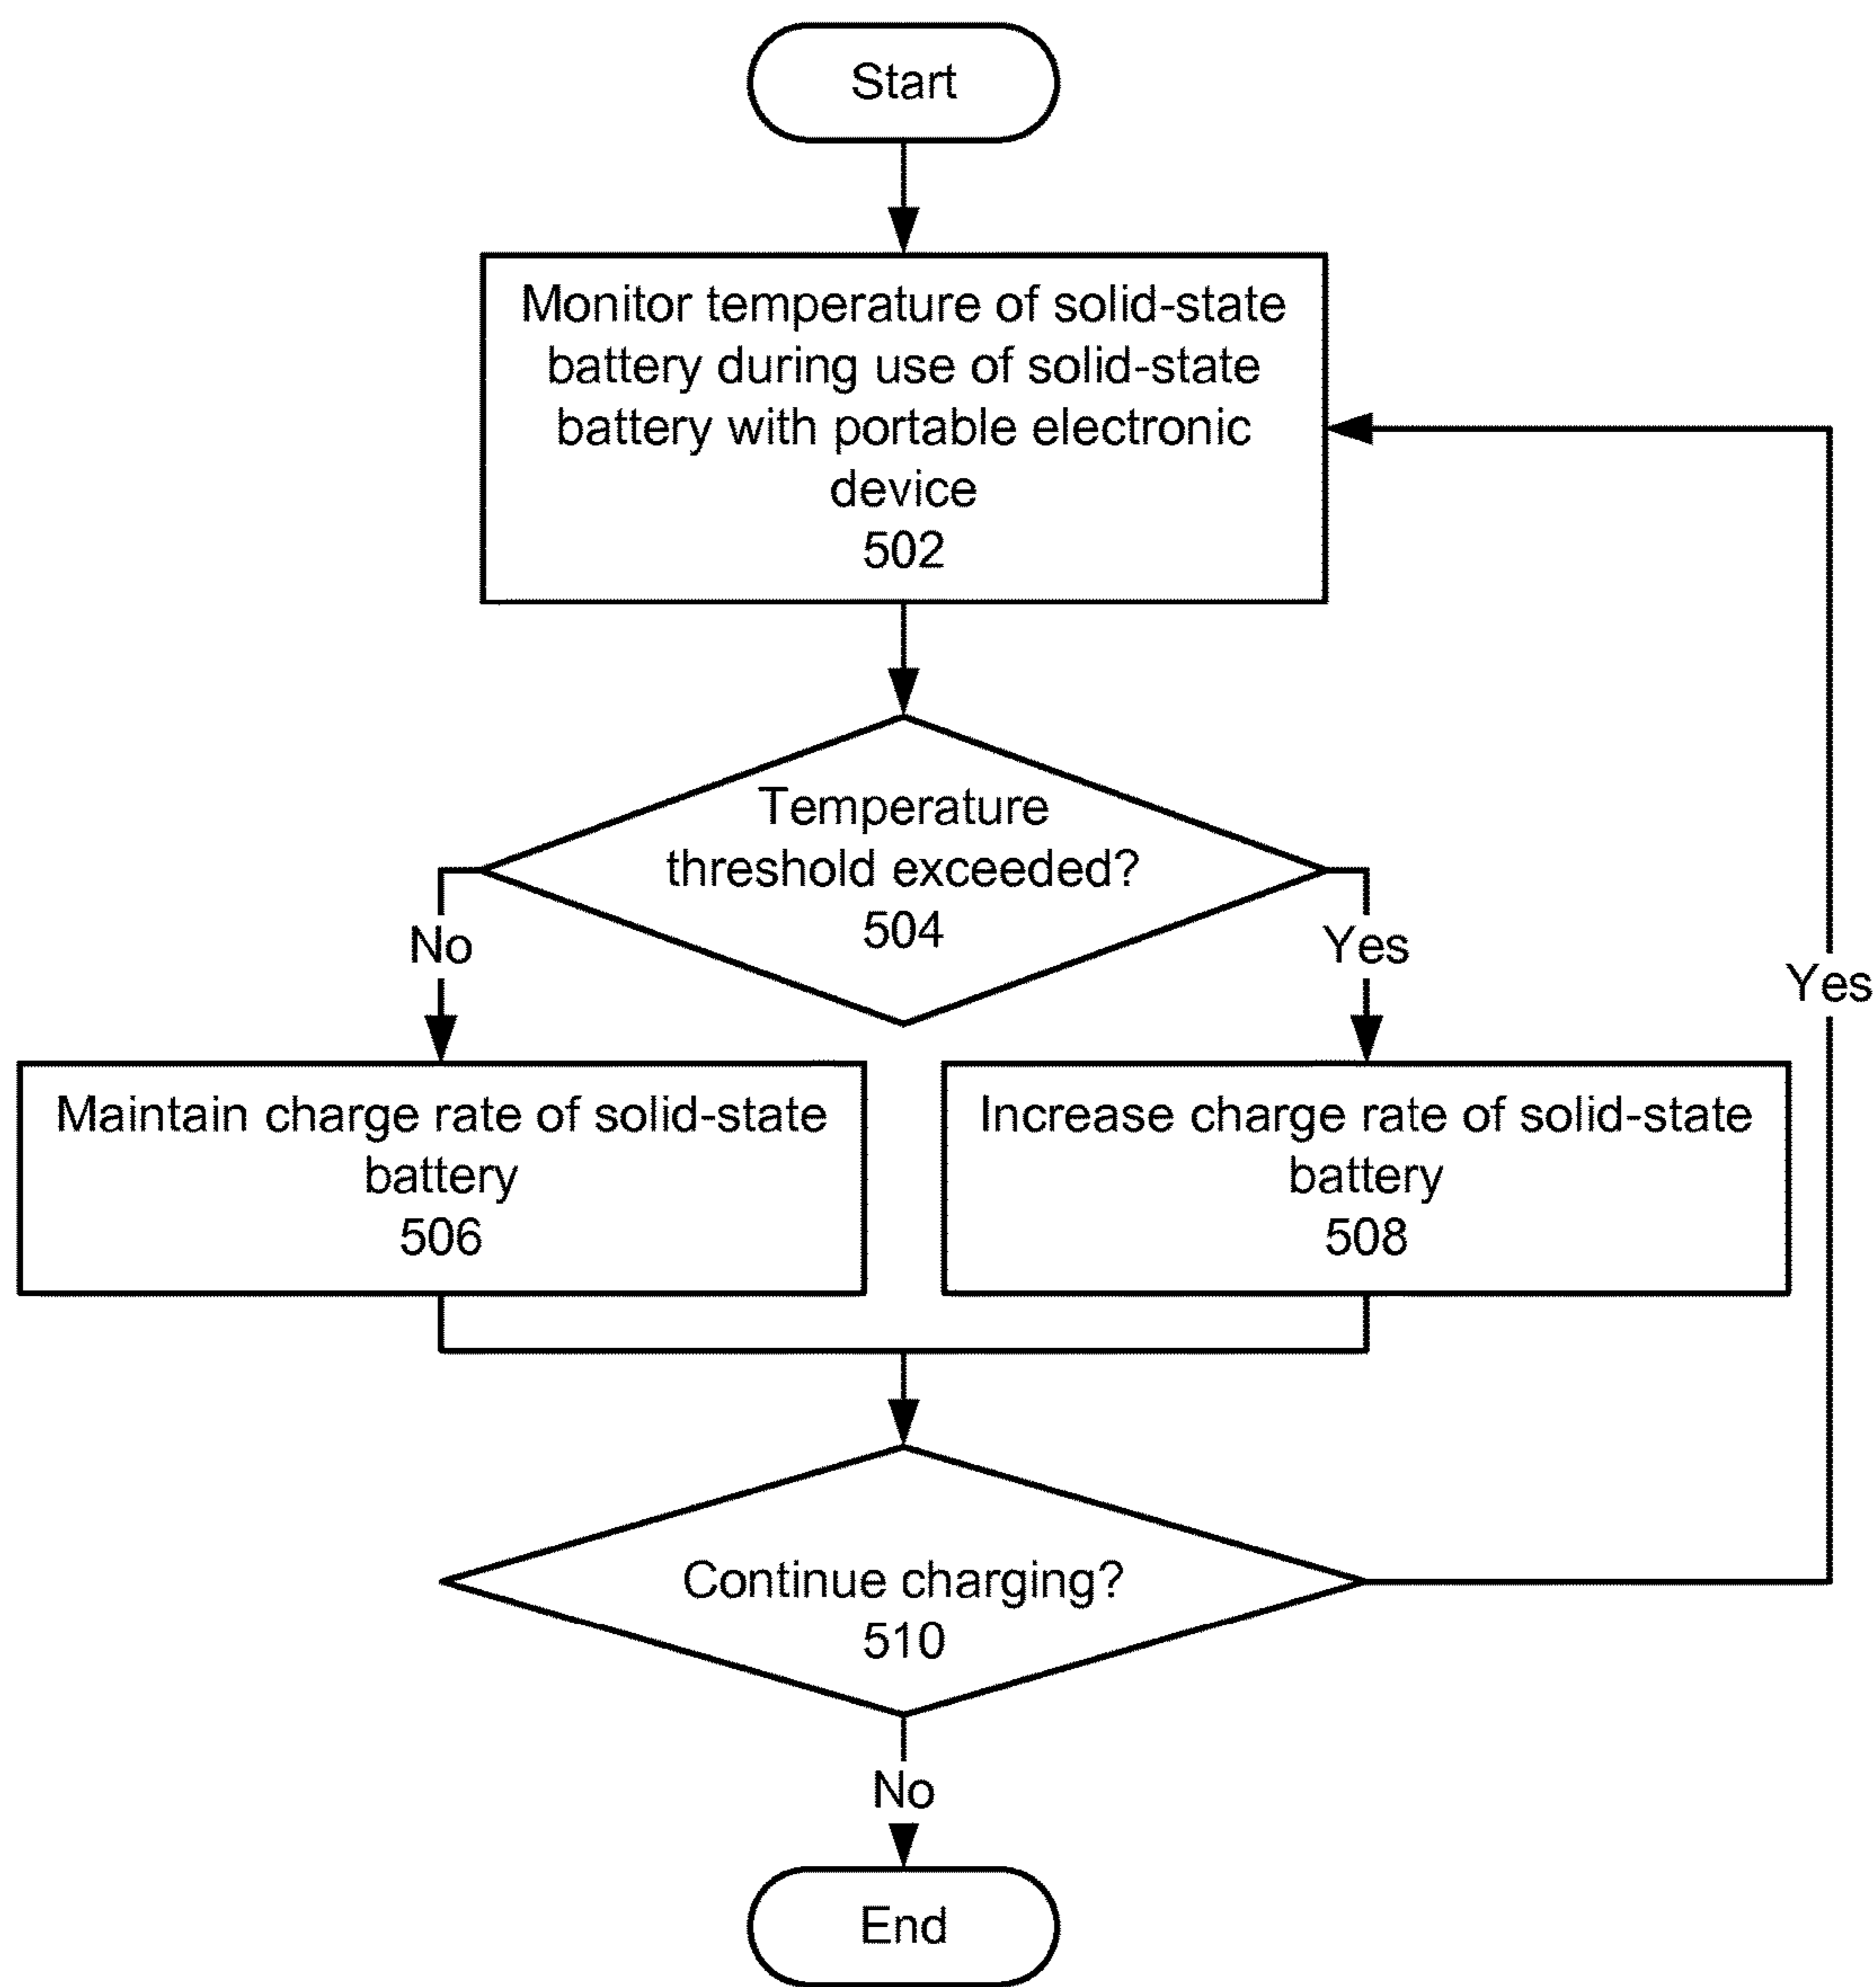 Start
Monitor temperature of solid-state
battery during use of solid-state
battery with portable electronic
device
502
Temperature
threshold exceeded?
504
No
Yes
Yes
Maintain charge rate of solid-state
battery
506
Increase charge rate of solid-state
battery
508
Continue charging?
510
No
End